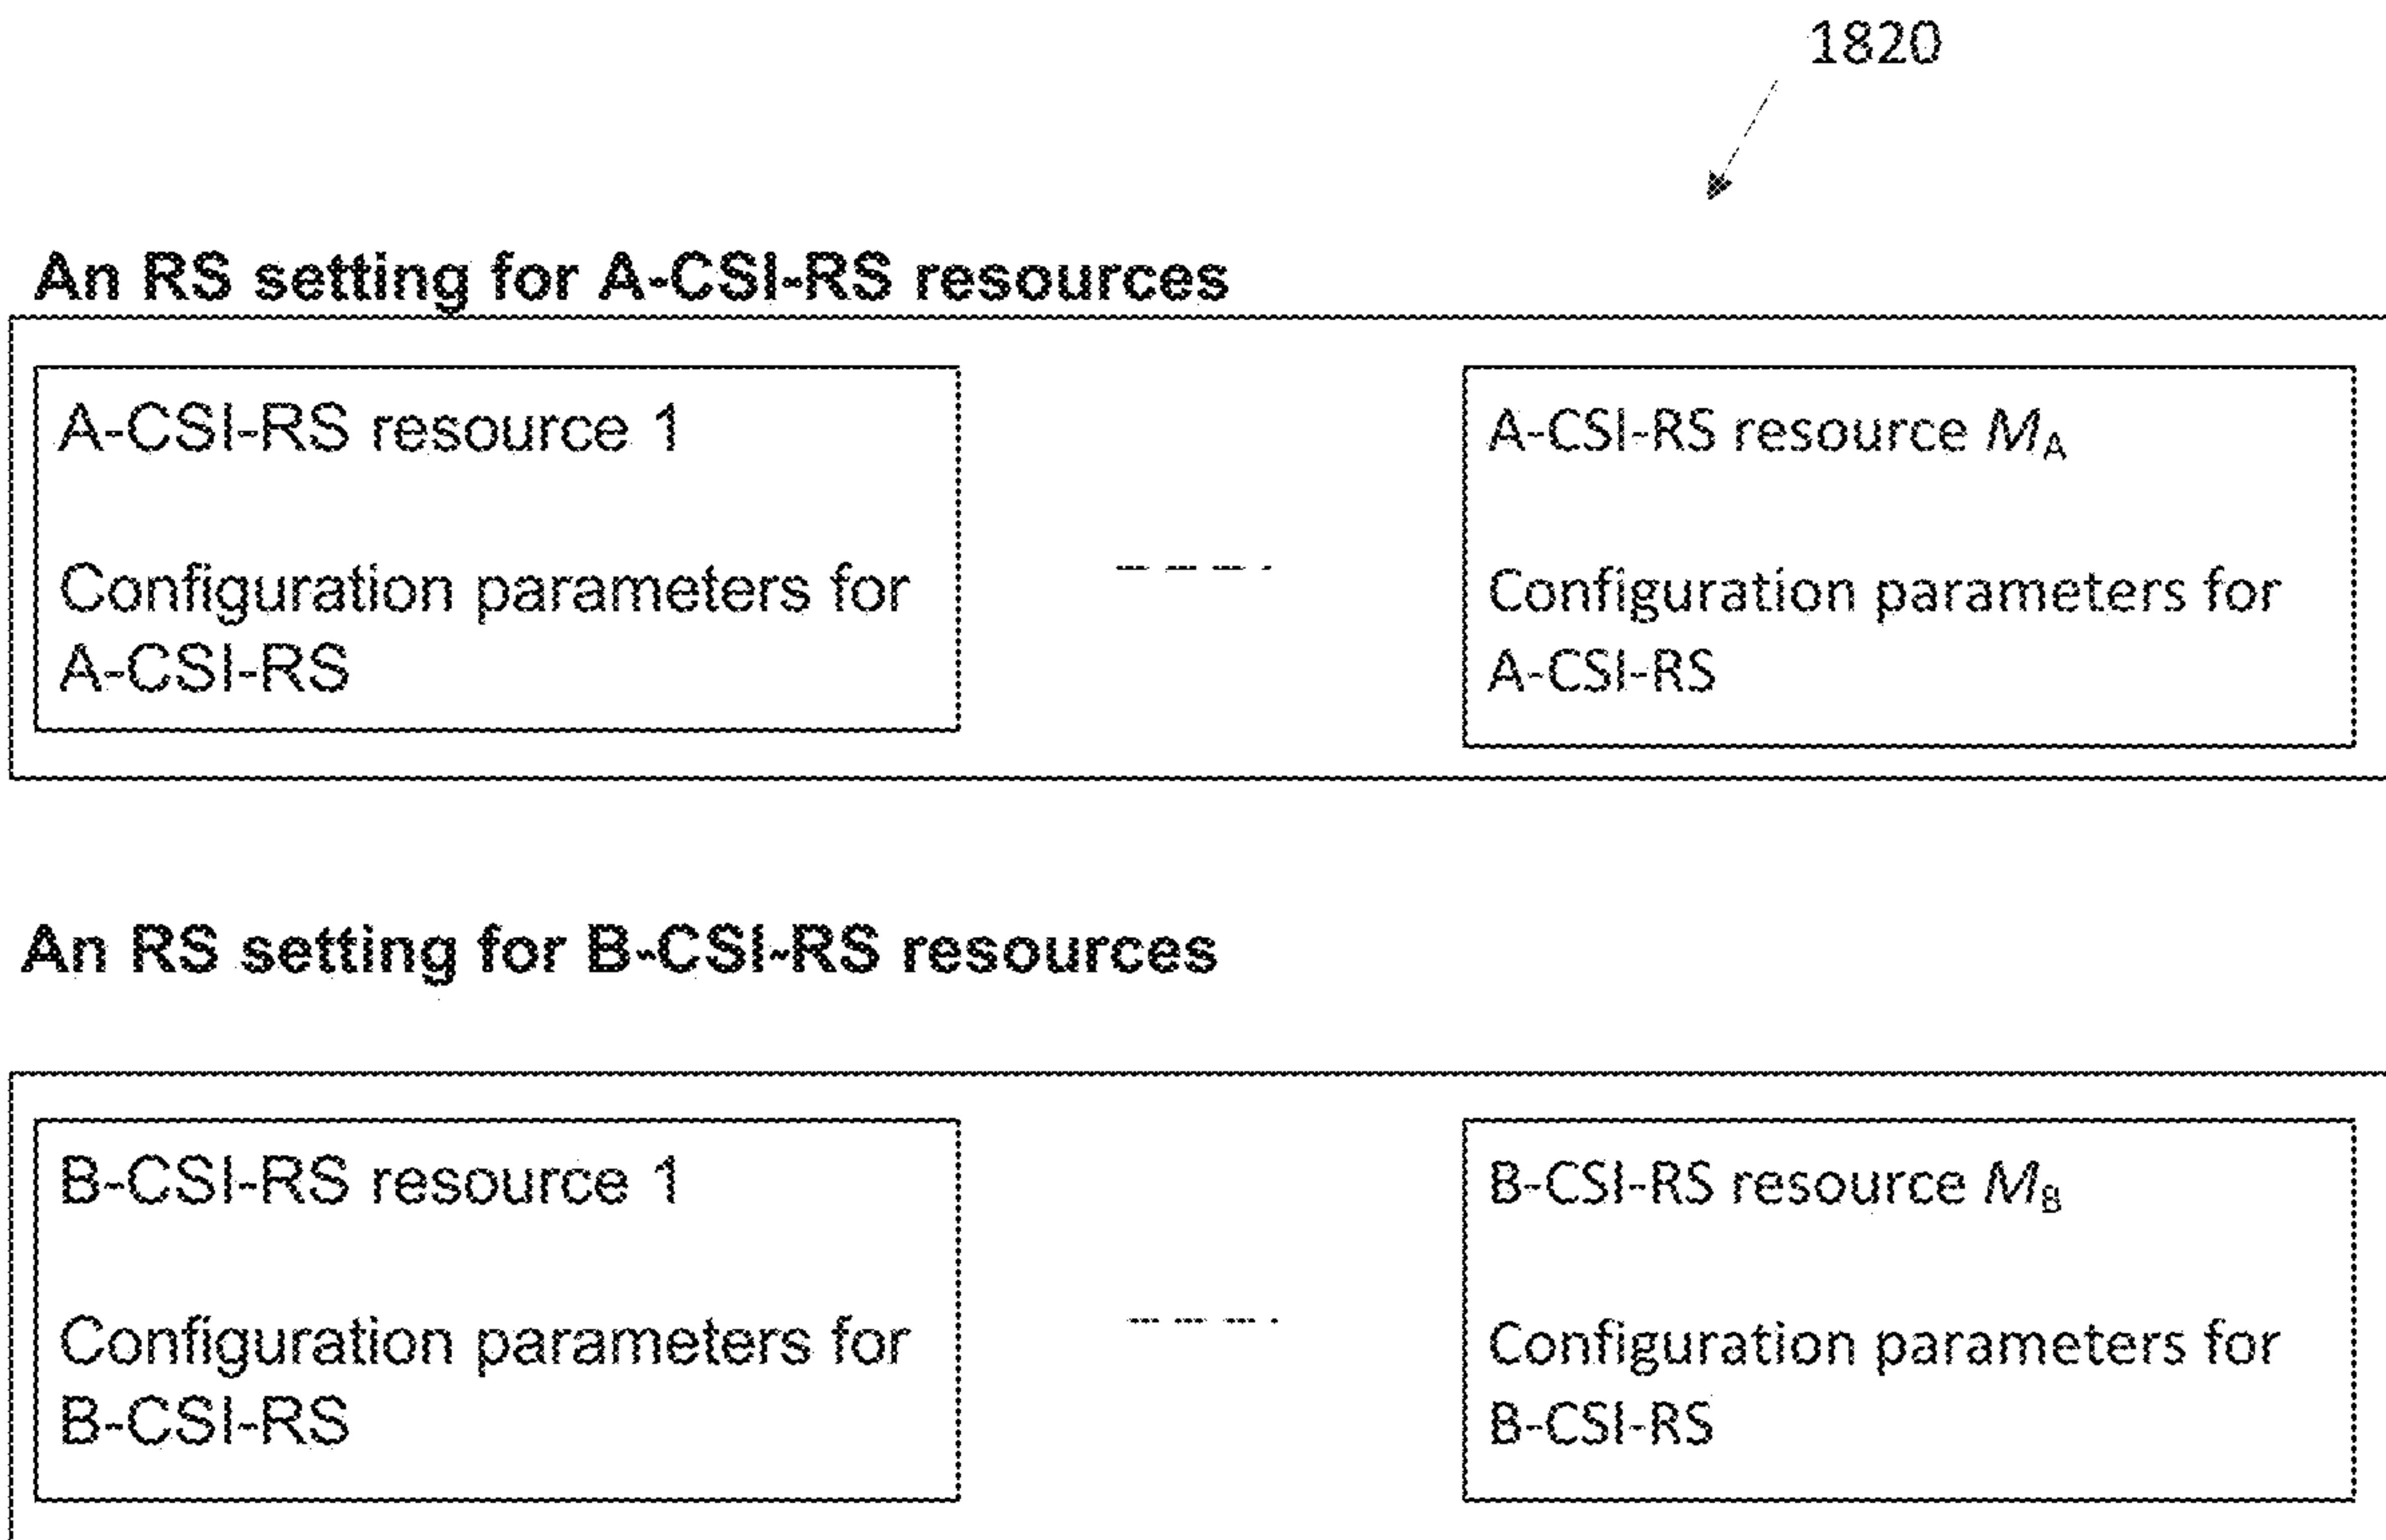 1820
An RS setting for A-CSI-RS resources
A-CSI-RS resource 1
Configuration parameters for
A-CSI-RS
A-CSI-RS resource M_A
Configuration parameters for
A-CSI-RS
An RS setting for B-CSI-RS resources
B-CSI-RS resource 1
Configuration parameters for
B-CSI-RS
B-CSI-RS resource M_B
Configuration parameters for
B-CSI-RS